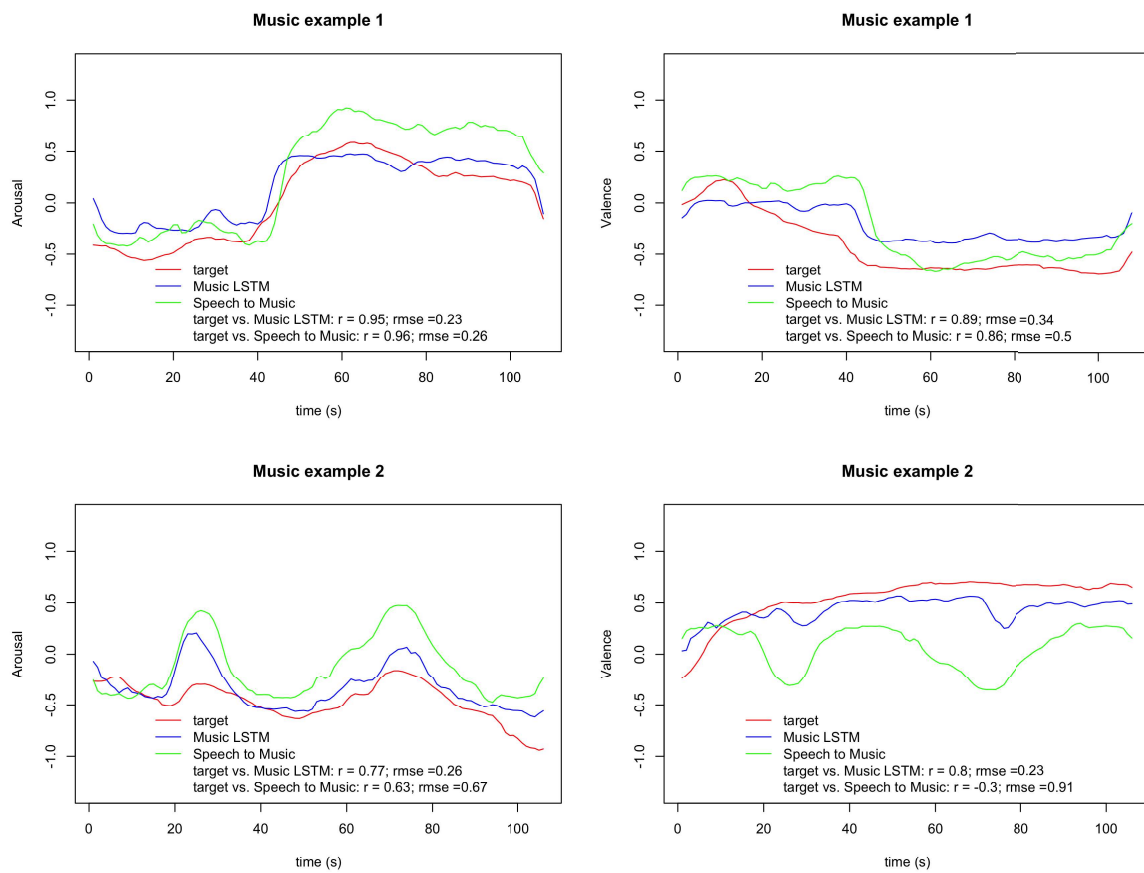 Music example 1
Arousal
1.0
0.5
0.0
-0.5
-1.0
target
Music LSTM
Speech to Music
target vs. Music LSTM: r = 0.95; rmse =0.23
target vs. Speech to Music: r = 0.96; rmse =0.26
0 20 40 60 80 100
time (s)
Music example 1
Valence
1.0
0.5
0.0
-0.5
-1.0
target
Music LSTM
Speech to Music
target vs. Music LSTM: r = 0.89; rmse =0.34
target vs. Speech to Music: r = 0.86; rmse =0.5
0 20 40 60 80 100
time (s)
Music example 2
Arousal
1.0
0.5
0.0
-0.5
-1.0
target
Music LSTM
Speech to Music
target vs. Music LSTM: r = 0.77; rmse =0.26
target vs. Speech to Music: r = 0.63; rmse =0.67
0 20 40 60 80 100
time (s)
Music example 2
Valence
1.0
0.5
0.0
-0.5
-1.0
target
Music LSTM
Speech to Music
target vs. Music LSTM: r = 0.8; rmse =0.23
target vs. Speech to Music: r = -0.3; rmse =0.91
0 20 40 60 80 100
time (s)